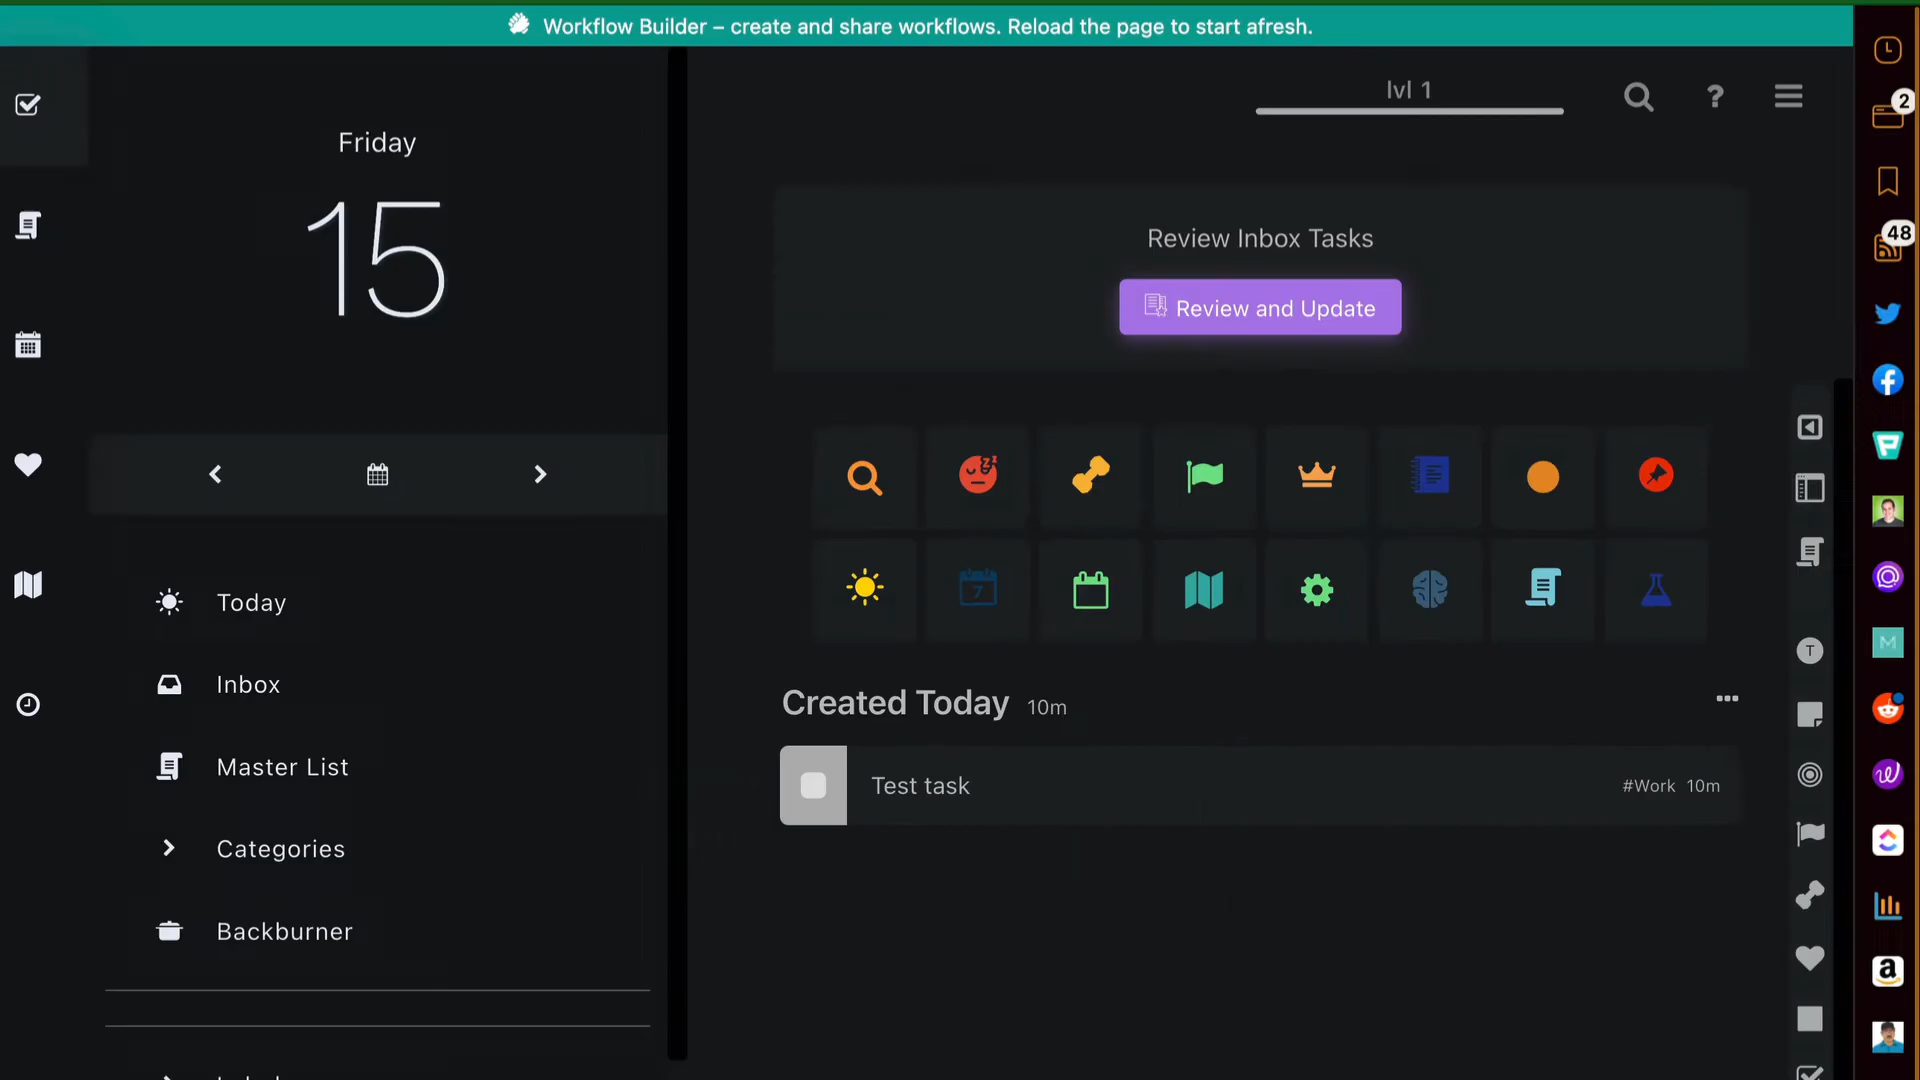 Workflow Builder – create and share workflows. Reload the page to start afresh.
lvl 1
?
2
48
Friday
15
Review Inbox Tasks
Review and Update
7
Today
Inbox
Master List
Categories
Backburner
Created Today 10m
Test task #Work 10m
T
M
a